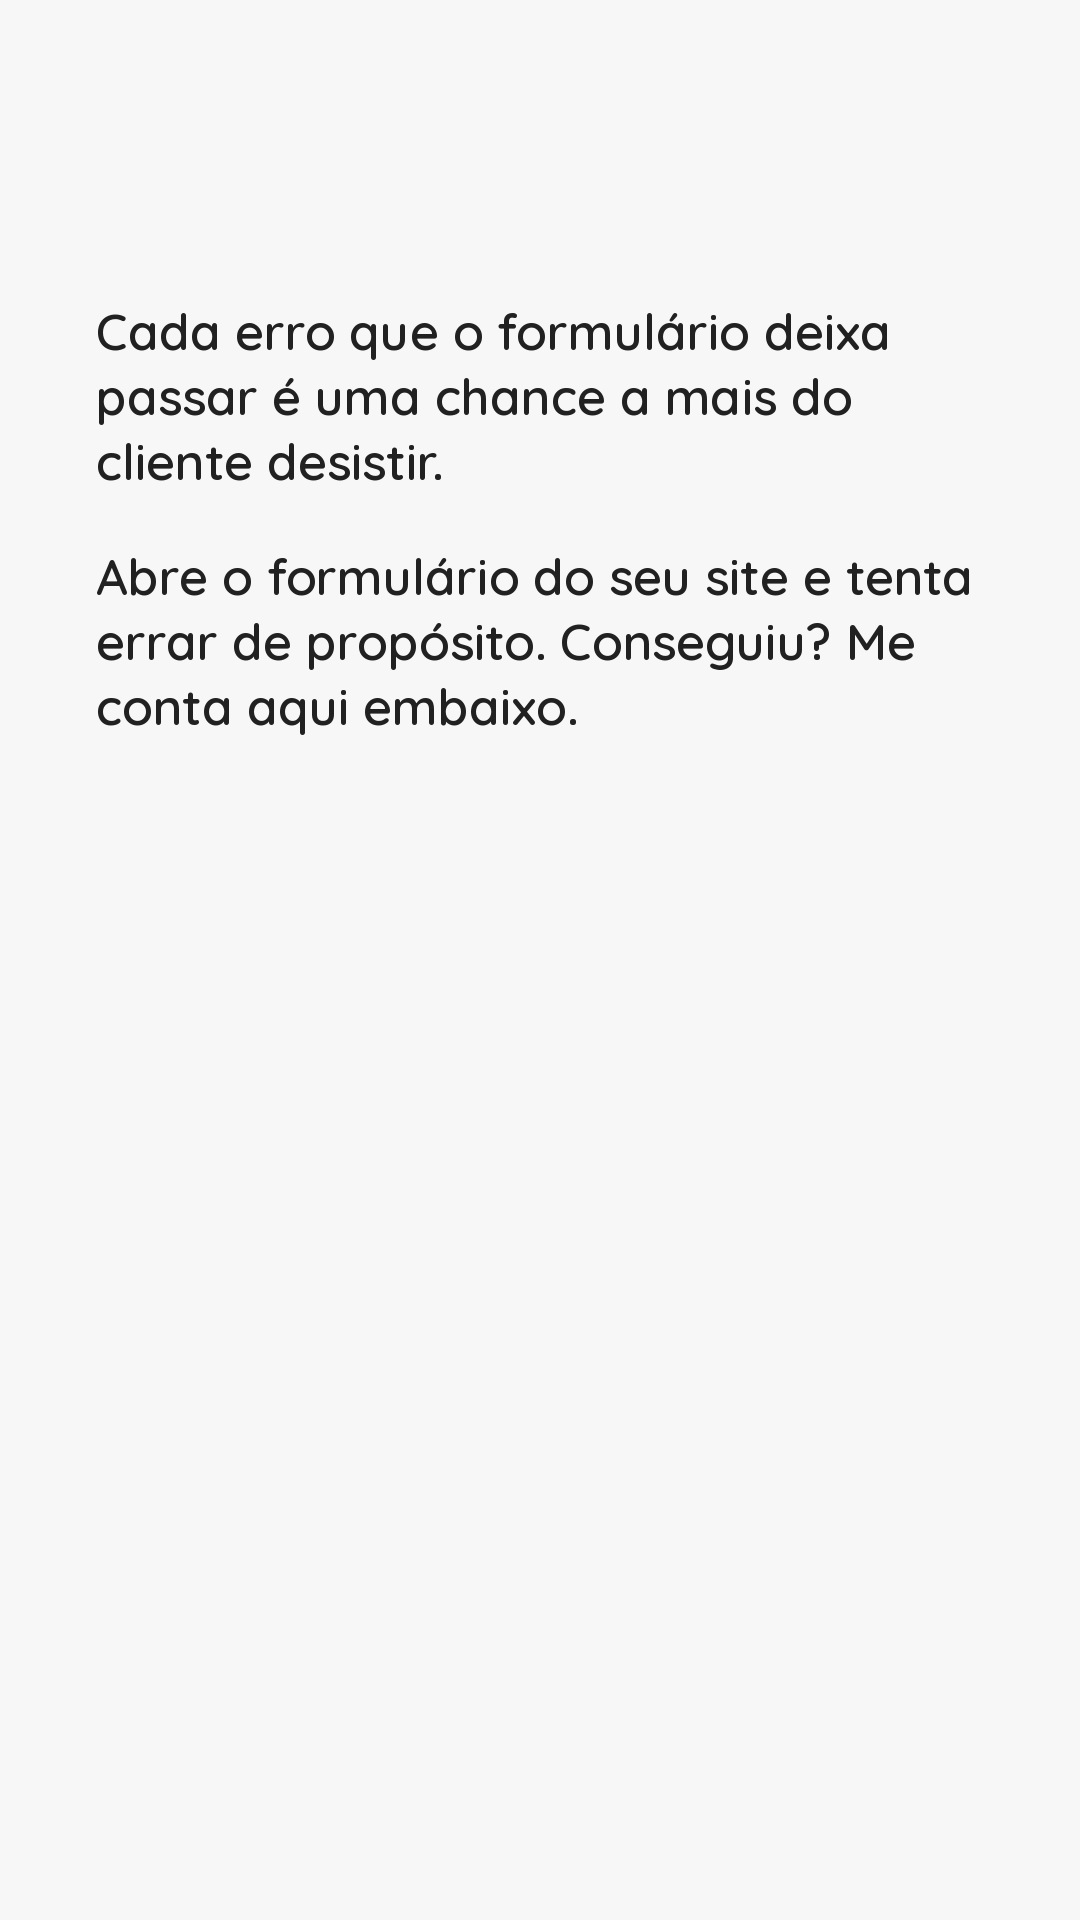 Cada erro que o formulário deixa
passar é uma chance a mais do
cliente desistir.
Abre o formulário do seu site e tenta
errar de propósito. Conseguiu? Me
conta aqui embaixo.